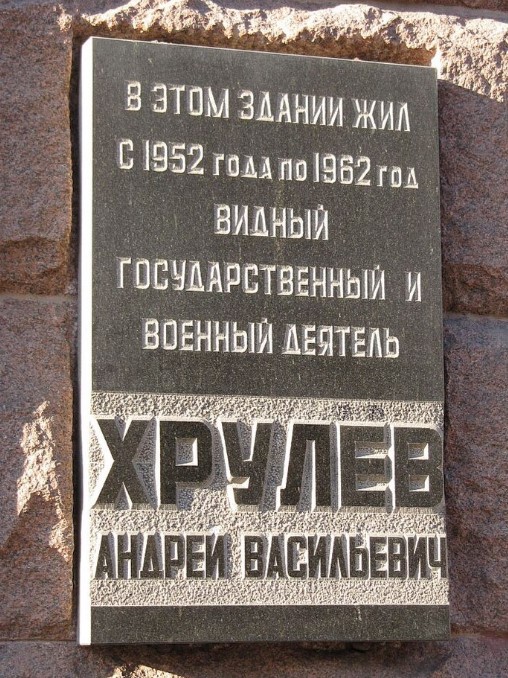 В ЭТОМ ЗДАНИИ ЖИЛ
С 1952 ГОДА ПО 1962 ГОД
ВИДНЫЙ
ГОСУДАРСТВЕННЫЙ И
ВОЕННЫЙ ДЕЯТЕЛЬ
ХРУЛЕВ
АНДРЕЙ ВАСИЛЬЕВИЧ